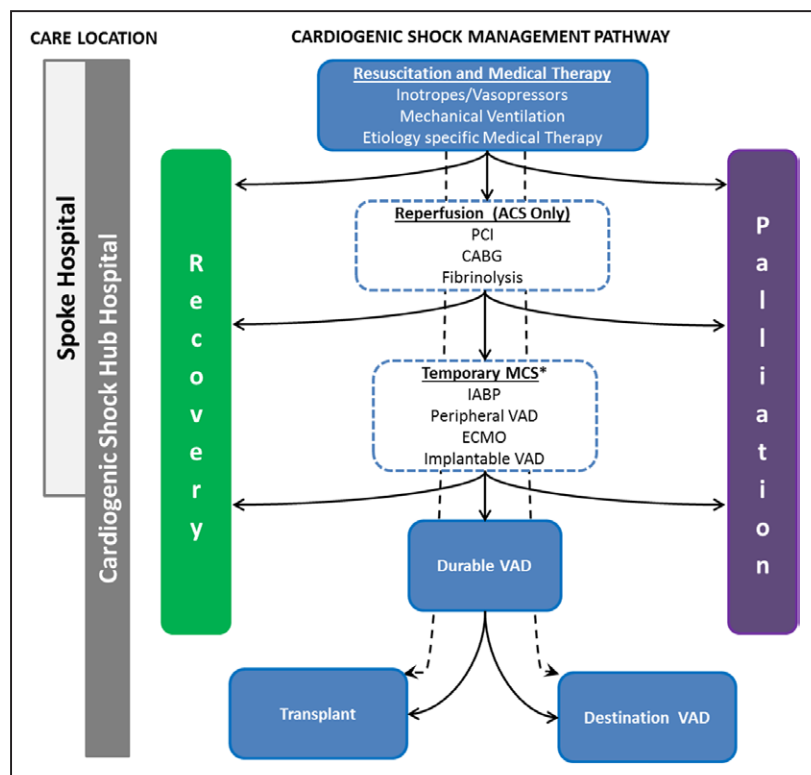 CARE LOCATION
CARDIOGENIC SHOCK MANAGEMENT PATHWAY
Spoke Hospital
Cardiogenic Shock Hub Hospital
Resuscitation and Medical Therapy
Inotropes/Vasopressors
Mechanical Ventilation
Etiology specific Medical Therapy
Recovery
Reperfusion (ACS Only)
PCI
CABG
Fibrinolysis
Temporary MCS*
IABP
Peripheral VAD
ECMO
Implantable VAD
Palliation
Durable VAD
Transplant
Destination VAD